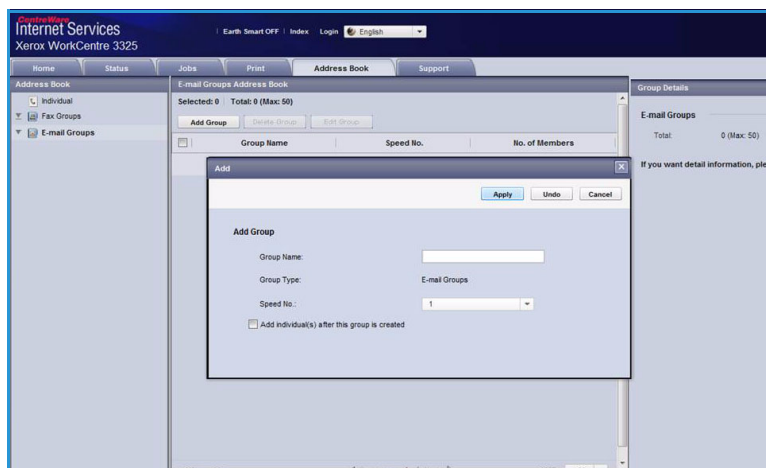 CentreWare
Internet Services
Xerox WorkCentre 3325
Earth Smart OFF Index Login English
Home Status Jobs Print Address Book Support
Address Book
Individual
Fax Groups
E-mail Groups
E-mail Groups Address Book
Selected: 0 Total: 0 (Max: 50)
Add Group Delete Group Edit Group
Group Name Speed No. No. of Members
Add
Apply Undo Cancel
Add Group
Group Name:
Group Type: E-mail Groups
Speed No.: 1
Add individual(s) after this group is created
Group Details
E-mail Groups
Total: 0 (Max: 50)
If you want detail information, ple